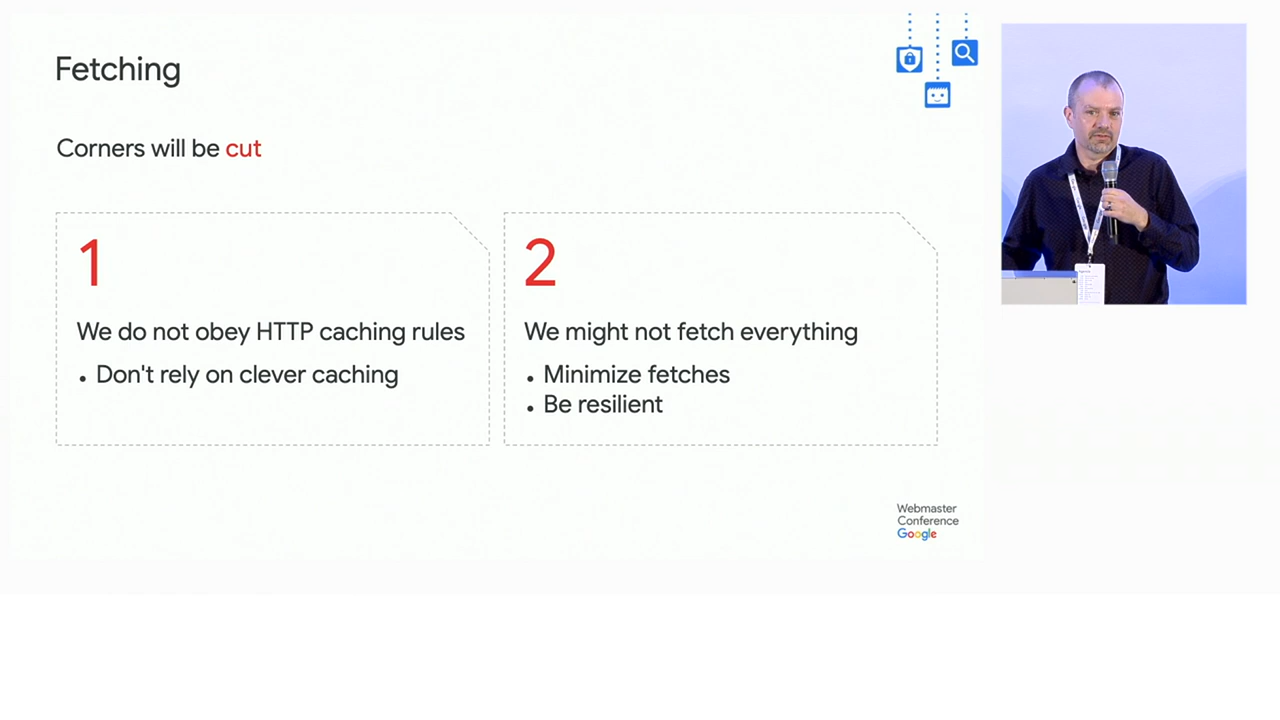 Fetching
Corners will be cut
1
We do not obey HTTP caching rules
• Don't rely on clever caching
2
We might not fetch everything
• Minimize fetches
• Be resilient
Webmaster
Conference
Google